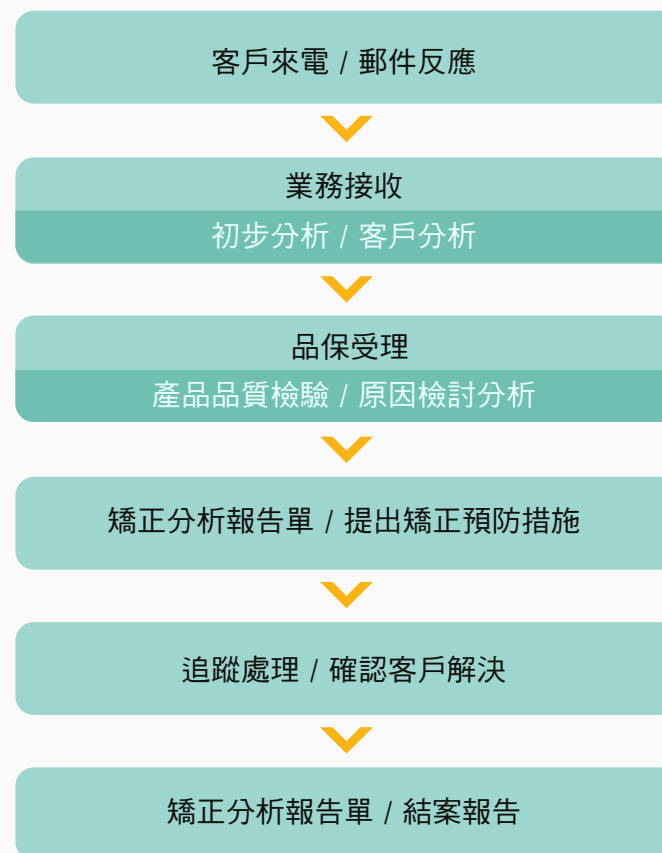 客戶來電 / 郵件反應
業務接收
初步分析 / 客戶分析
品保受理
產品品質檢驗 / 原因檢討分析
矯正分析報告單 / 提出矯正預防措施
追蹤處理 / 確認客戶解決
矯正分析報告單 / 結案報告